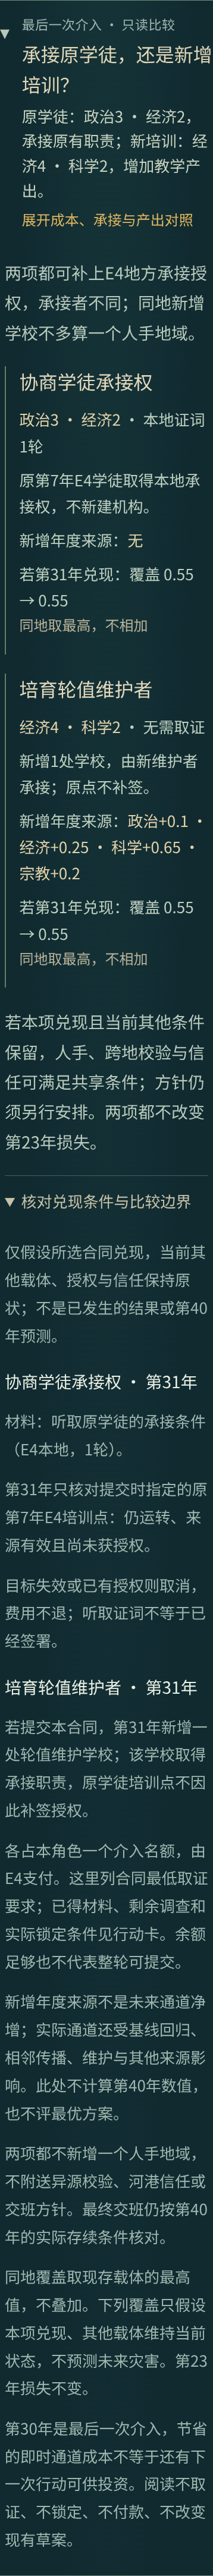 最后一次介入 · 只读比较
▼
承接原学徒，还是新增
培训？
原学徒：政治3 · 经济2，
承接原有职责；新培训：经
济4 · 科学2，增加教学产
出。
展开成本、承接与产出对照
两项都可补上E4地方承接授
权，承接者不同；同地新增
学校不多算一个人手地域。
协商学徒承接权
政治3 · 经济2 · 本地证词
1轮
原第7年E4学徒取得本地承
接权，不新建机构。
新增年度来源：无
若第31年兑现：覆盖 0.55
→ 0.55
同地取最高，不相加
培育轮值维护者
经济4 · 科学2 · 无需取证
新增1处学校，由新维护者
承接；原点不补签。
新增年度来源：政治+0.1 ·
经济+0.25 · 科学+0.65 ·
宗教+0.2
若第31年兑现：覆盖 0.55
→ 0.55
同地取最高，不相加
若本项兑现且当前其他条件
保留，人手、跨地校验与信
任可满足共享条件；方针仍
须另行安排。两项都不改变
第23年损失。
▼ 核对兑现条件与比较边界
仅假设所选合同兑现，当前其
他载体、授权与信任保持原
状；不是已发生的结果或第40
年预测。
协商学徒承接权 · 第31年
材料：听取原学徒的承接条件
（E4本地，1轮）。
第31年只核对提交时指定的原
第7年E4培训点：仍运转、来
源有效且尚未获授权。
目标失效或已有授权则取消，
费用不退；听取证词不等于已
经签署。
培育轮值维护者 · 第31年
若提交本合同，第31年新增一
处轮值维护学校；该学校取得
承接职责，原学徒培训点不因
此补签授权。
各占本角色一个介入名额，由
E4支付。这里列合同最低取证
要求；已得材料、剩余调查和
实际锁定条件见行动卡。余额
足够也不代表整轮可提交。
新增年度来源不是未来通道净
增；实际通道还受基线回归、
相邻传播、维护与其他来源影
响。此处不计算第40年数值，
也不评最优方案。
两项都不新增一个人手地域，
不附送异源校验、河港信任或
交班方针。最终交班仍按第40
年的实际存续条件核对。
同地覆盖取现存载体的最高
值，不叠加。下列覆盖只假设
本项兑现、其他载体维持当前
状态，不预测未来灾害。第23
年损失不变。
第30年是最后一次介入，节省
的即时通道成本不等于还有下
一次行动可供投资。阅读不取
证、不锁定、不付款、不改变
现有草案。